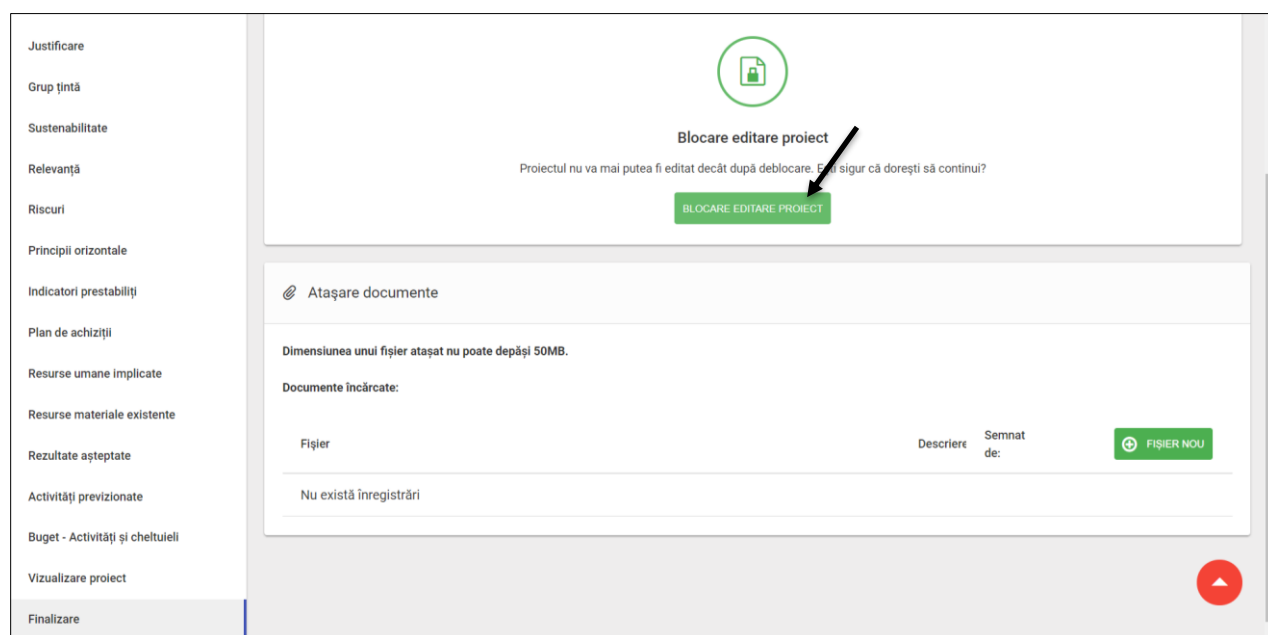 Justificare
Grup țintă
Sustenabilitate
Relevanță
Riscuri
Principii orizontale
Indicatori prestabiliți
Plan de achiziții
Resurse umane implicate
Resurse materiale existente
Rezultate așteptate
Activități previzionate
Buget - Activități și cheltuieli
Vizualizare proiect
Finalizare
Blocare editare proiect
Proiectul nu va mai putea fi editat decât după deblocare. sigur că dorești să continui?
BLOCARE EDITARE PROIECT
Atașare documente
Dimensiunea unui fișier atașat nu poate depăși 50MB.
Documente încărcate:
Fișier
Descriere
Semnat
de:
FIȘIER NOU
Nu există înregistrări